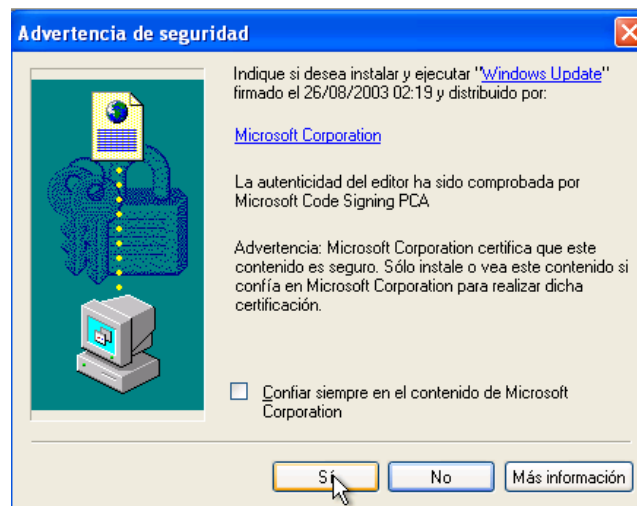 Advertencia de seguridad
Indique si desea instalar y ejecutar "Windows Update"
firmado el 26/08/2003 02:19 y distribuido por:
Microsoft Corporation
La autenticidad del editor ha sido comprobada por
Microsoft Code Signing PCA
Advertencia: Microsoft Corporation certifica que este
contenido es seguro. Sólo instale o vea este contenido si
confía en Microsoft Corporation para realizar dicha
certificación.
Confiar siempre en el contenido de Microsoft
Corporation
Sí
No
Más información